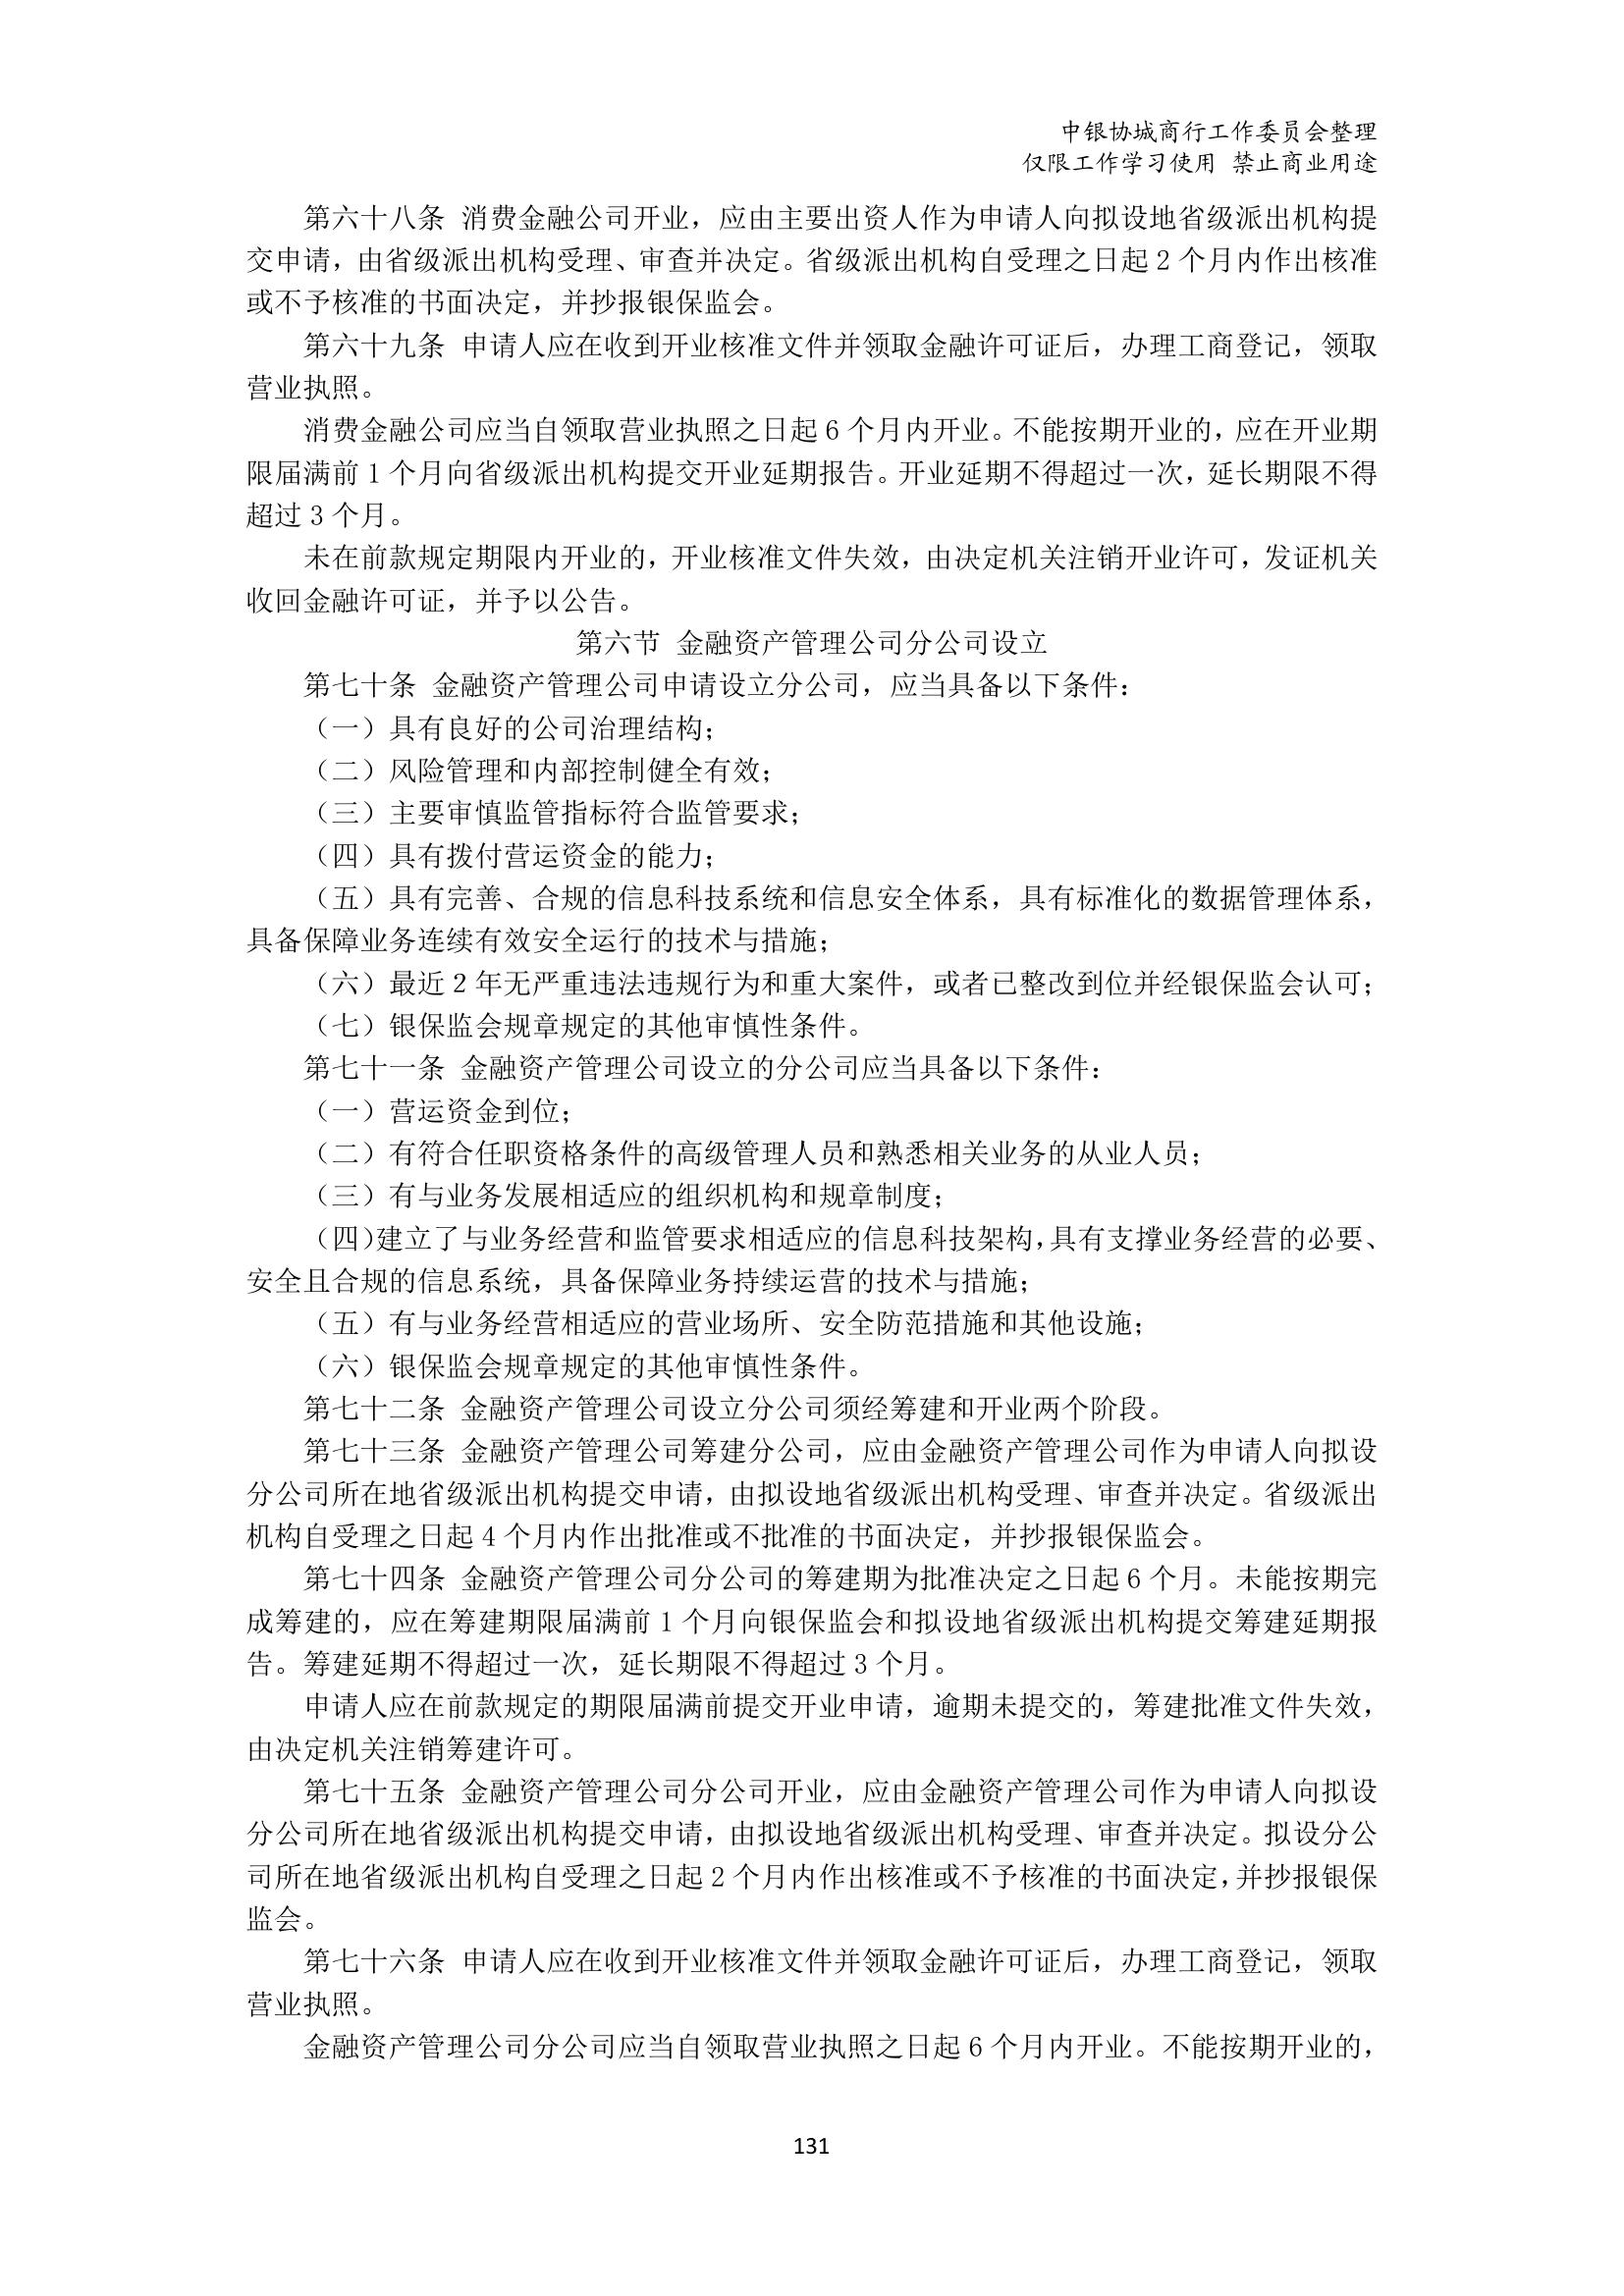 中银协城商行工作委员会整理
仅限工作学习使用 禁止商业用途
第六十八条 消费金融公司开业，应由主要出资人作为申请人向拟设地省级派出机构提
交申请，由省级派出机构受理、审查并决定。省级派出机构自受理之日起 2 个月内作出核准
或不予核准的书面决定，并抄报银保监会。
第六十九条 申请人应在收到开业核准文件并领取金融许可证后，办理工商登记，领取
营业执照。
消费金融公司应当自领取营业执照之日起 6 个月内开业。不能按期开业的，应在开业期
限届满前 1 个月向省级派出机构提交开业延期报告。开业延期不得超过一次，延长期限不得
超过 3 个月。
未在前款规定期限内开业的，开业核准文件失效，由决定机关注销开业许可，发证机关
收回金融许可证，并予以公告。
第六节 金融资产管理公司分公司设立
第七十条 金融资产管理公司申请设立分公司，应当具备以下条件：
（一）具有良好的公司治理结构；
（二）风险管理和内部控制健全有效；
（三）主要审慎监管指标符合监管要求；
（四）具有拨付营运资金的能力；
（五）具有完善、合规的信息科技系统和信息安全体系，具有标准化的数据管理体系，
具备保障业务连续有效安全运行的技术与措施；
（六）最近 2 年无严重违法违规行为和重大案件，或者已整改到位并经银保监会认可；
（七）银保监会规章规定的其他审慎性条件。
第七十一条 金融资产管理公司设立的分公司应当具备以下条件：
（一）营运资金到位；
（二）有符合任职资格条件的高级管理人员和熟悉相关业务的从业人员；
（三）有与业务发展相适应的组织机构和规章制度；
（四）建立了与业务经营和监管要求相适应的信息科技架构，具有支撑业务经营的必要、
安全且合规的信息系统，具备保障业务持续运营的技术与措施；
（五）有与业务经营相适应的营业场所、安全防范措施和其他设施；
（六）银保监会规章规定的其他审慎性条件。
第七十二条 金融资产管理公司设立分公司须经筹建和开业两个阶段。
第七十三条 金融资产管理公司筹建分公司，应由金融资产管理公司作为申请人向拟设
分公司所在地省级派出机构提交申请，由拟设地省级派出机构受理、审查并决定。省级派出
机构自受理之日起 4 个月内作出批准或不批准的书面决定，并抄报银保监会。
第七十四条 金融资产管理公司分公司的筹建期为批准决定之日起 6 个月。未能按期完
成筹建的，应在筹建期限届满前 1 个月向银保监会和拟设地省级派出机构提交筹建延期报
告。筹建延期不得超过一次，延长期限不得超过 3 个月。
申请人应在前款规定的期限届满前提交开业申请，逾期未提交的，筹建批准文件失效，
由决定机关注销筹建许可。
第七十五条 金融资产管理公司分公司开业，应由金融资产管理公司作为申请人向拟设
分公司所在地省级派出机构提交申请，由拟设地省级派出机构受理、审查并决定。拟设分公
司所在地省级派出机构自受理之日起 2 个月内作出核准或不予核准的书面决定，并抄报银保
监会。
第七十六条 申请人应在收到开业核准文件并领取金融许可证后，办理工商登记，领取
营业执照。
金融资产管理公司分公司应当自领取营业执照之日起 6 个月内开业。不能按期开业的，
131